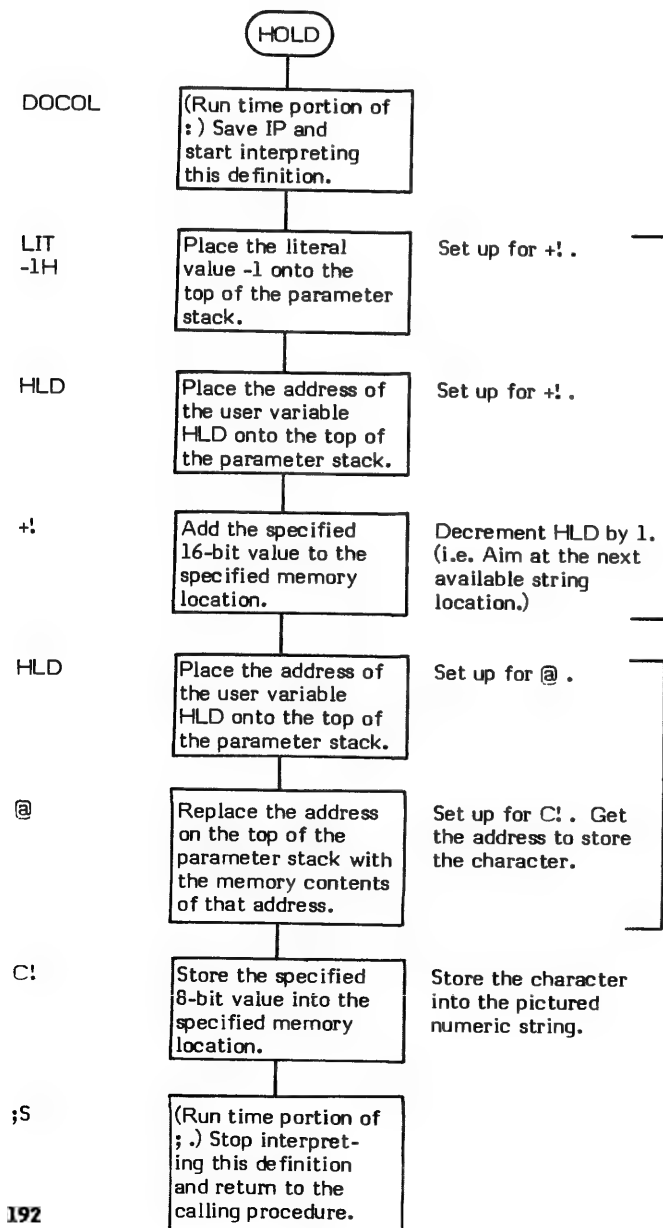 HOLD
DOCOL
(Run time portion of
: ) Save IP and
start interpreting
this definition.
LIT
-1H
Place the literal
value -1 onto the
top of the parameter
stack.
Set up for +! .
HLD
Place the address of
the user variable
HLD onto the top of
the parameter stack.
Set up for +! .
+!
Add the specified
16-bit value to the
specified memory
location.
Decrement HLD by 1.
(i.e. Aim at the next
available string
location.)
HLD
Place the address of
the user variable
HLD onto the top of
the parameter stack.
Set up for @ .
@
Replace the address
on the top of the
parameter stack with
the memory contents
of that address.
Set up for C! . Get
the address to store
the character.
C!
Store the specified
8-bit value into the
specified memory
location.
Store the character
into the pictured
numeric string.
;S
(Run time portion of
; .) Stop interpret-
ing this definition
and return to the
calling procedure.
192